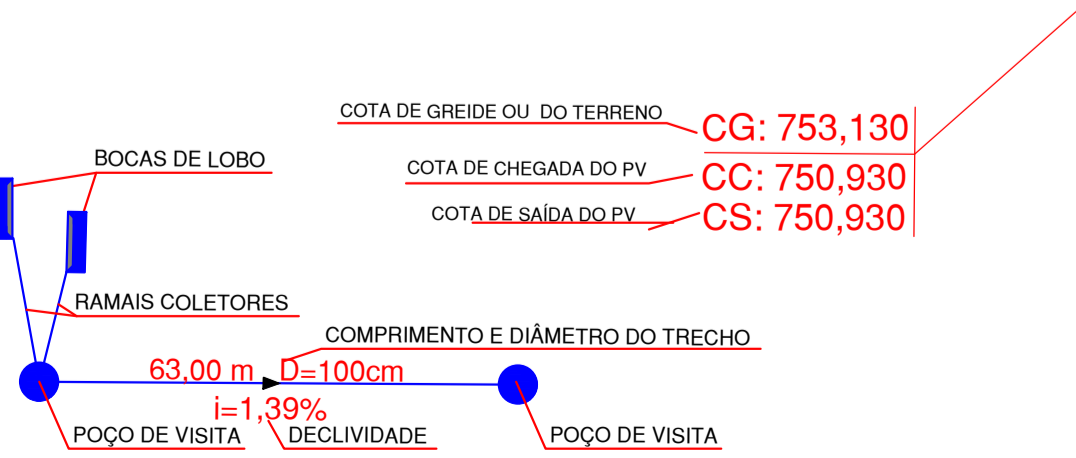 COTA DE GREIDE OU DO TERRENO
CG: 753,130
BOCAS DE LOBO
COTA DE CHEGADA DO PV
CC: 750,930
COTA DE SAÍDA DO PV
CS: 750,930
RAMAIS COLETORES
COMPRIMENTO E DIÂMETRO DO TRECHO
63,00 m D=100cm
i=1,39%
POÇO DE VISITA
DECLIVIDADE
POÇO DE VISITA